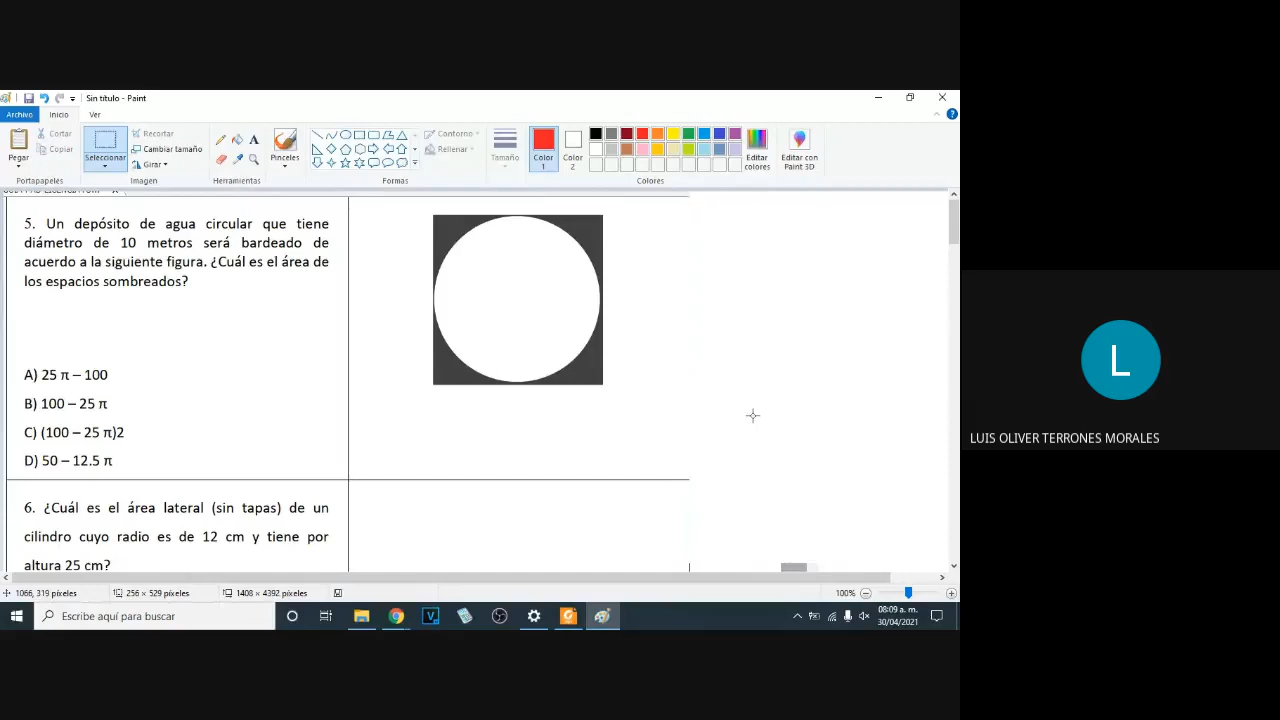 Sin título - Paint
Archivo
Inicio
Ver
Pegar
Cortar
Copiar
Portapapeles
Seleccionar
Recortar
Cambiar tamaño
Girar
Imagen
Herramientas
Pinceles
Contorno
Rellenar
Formas
Tamaño
Color 1
Color 2
Editar colores
Editar con Paint 3D
Colores
5. Un depósito de agua circular que tiene
diámetro de 10 metros será bardeado de
acuerdo a la siguiente figura. ¿Cuál es el área de
los espacios sombreados?
A) 25 π – 100
B) 100 – 25 π
C) (100 – 25 π)2
D) 50 – 12.5 π
6. ¿Cuál es el área lateral (sin tapas) de un
cilindro cuyo radio es de 12 cm y tiene por
altura 25 cm?
L
LUIS OLIVER TERRONES MORALES
1066, 319 píxeles
256 × 529 píxeles
1408 × 4392 píxeles
100%
Escribe aquí para buscar
08:09 a. m.
30/04/2021